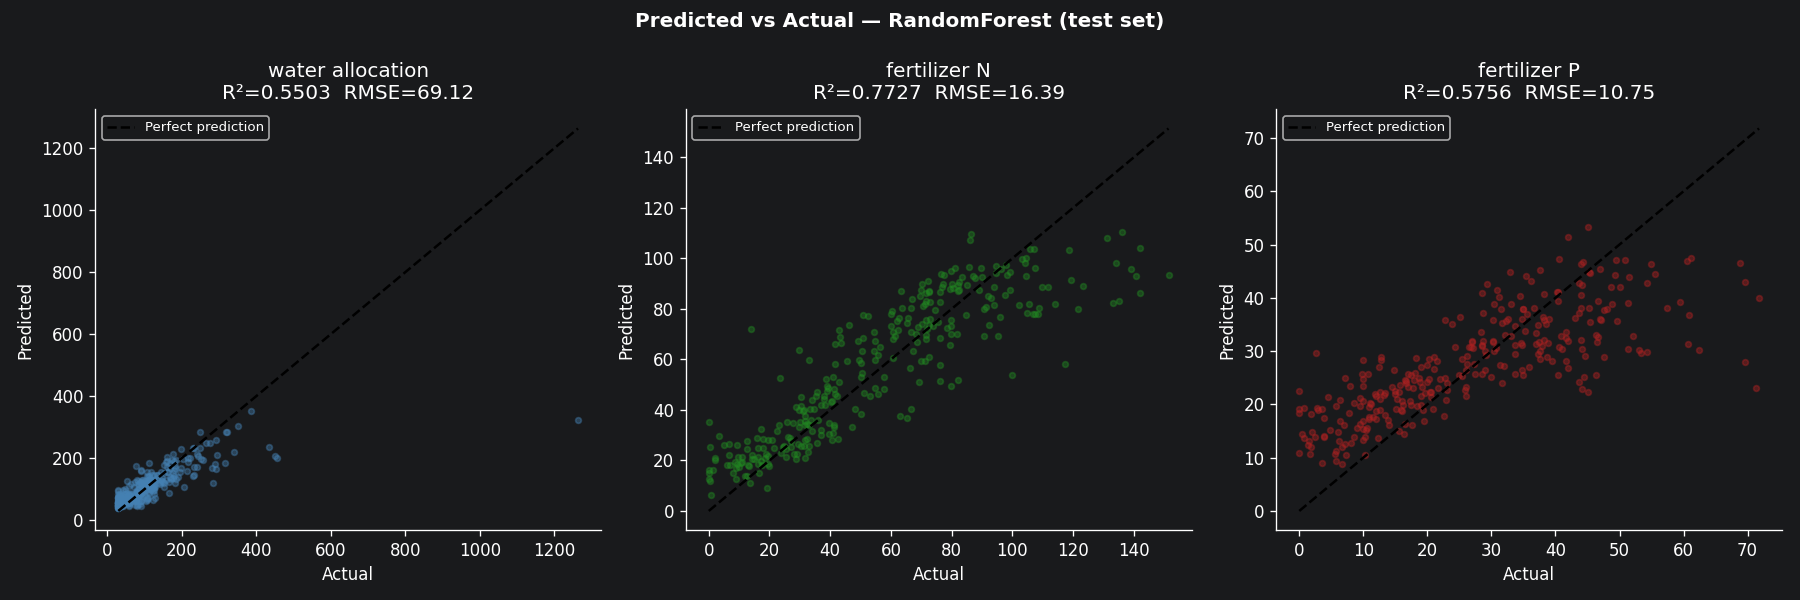 Predicted vs Actual — RandomForest (test set)
water allocation
R²=0.5503  RMSE=69.12
Perfect prediction
1200
1000
800
600
400
200
0
Predicted
0 200 400 600 800 1000 1200
Actual
fertilizer N
R²=0.7727  RMSE=16.39
Perfect prediction
140
120
100
80
60
40
20
0
Predicted
0 20 40 60 80 100 120 140
Actual
fertilizer P
R²=0.5756  RMSE=10.75
Perfect prediction
70
60
50
40
30
20
10
0
Predicted
0 10 20 30 40 50 60 70
Actual